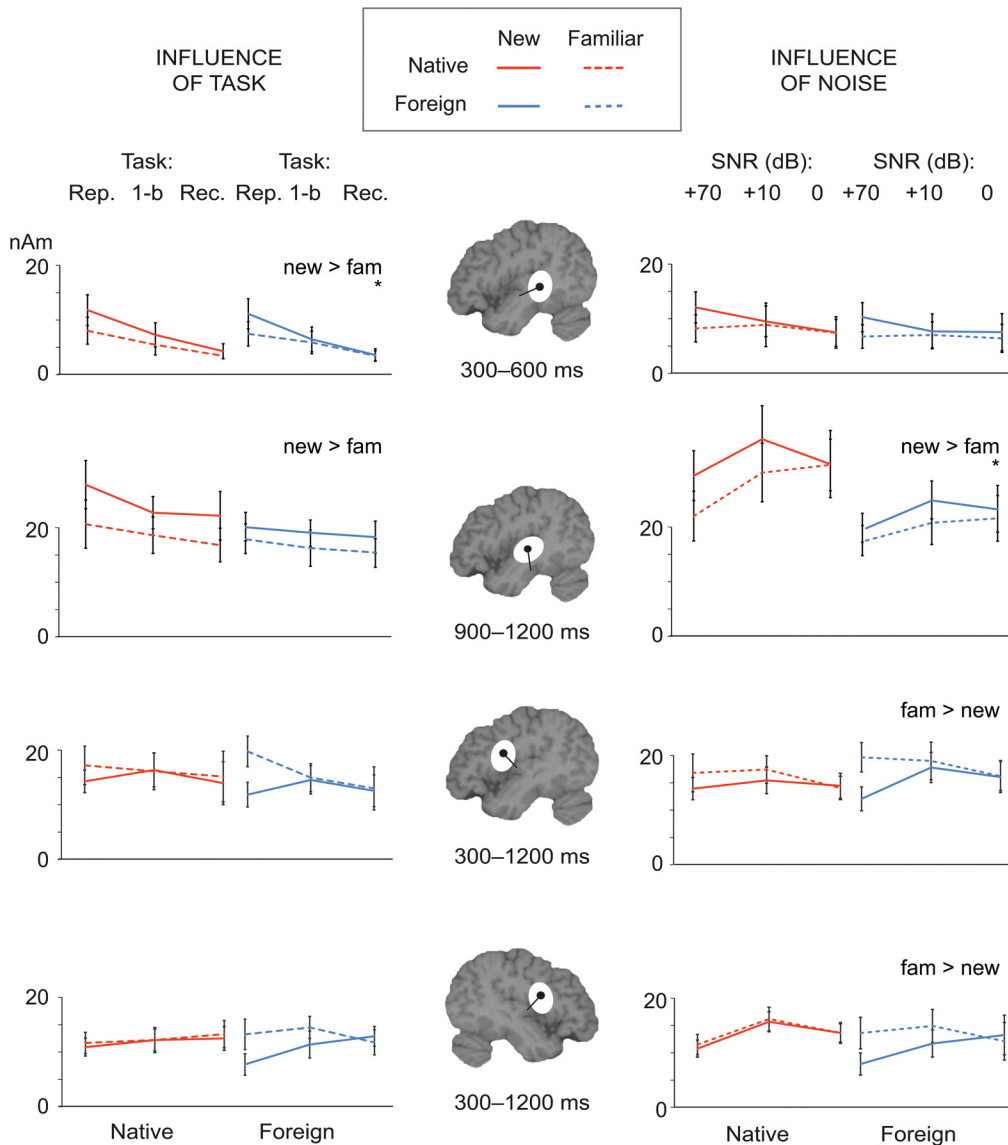 INFLUENCE
OF TASK
New Familiar
Native
Foreign
INFLUENCE
OF NOISE
Task: Task:
Rep. 1-b Rec. Rep. 1-b Rec.
SNR (dB): SNR (dB):
+70 +10 0 +70 +10 0
nAm
20
new > fam
*
0
300–600 ms
20
0
new > fam
20
0
900–1200 ms
new > fam
*
20
0
20
0
300–1200 ms
fam > new
20
0
20
0
300–1200 ms
fam > new
20
0
Native Foreign
Native Foreign